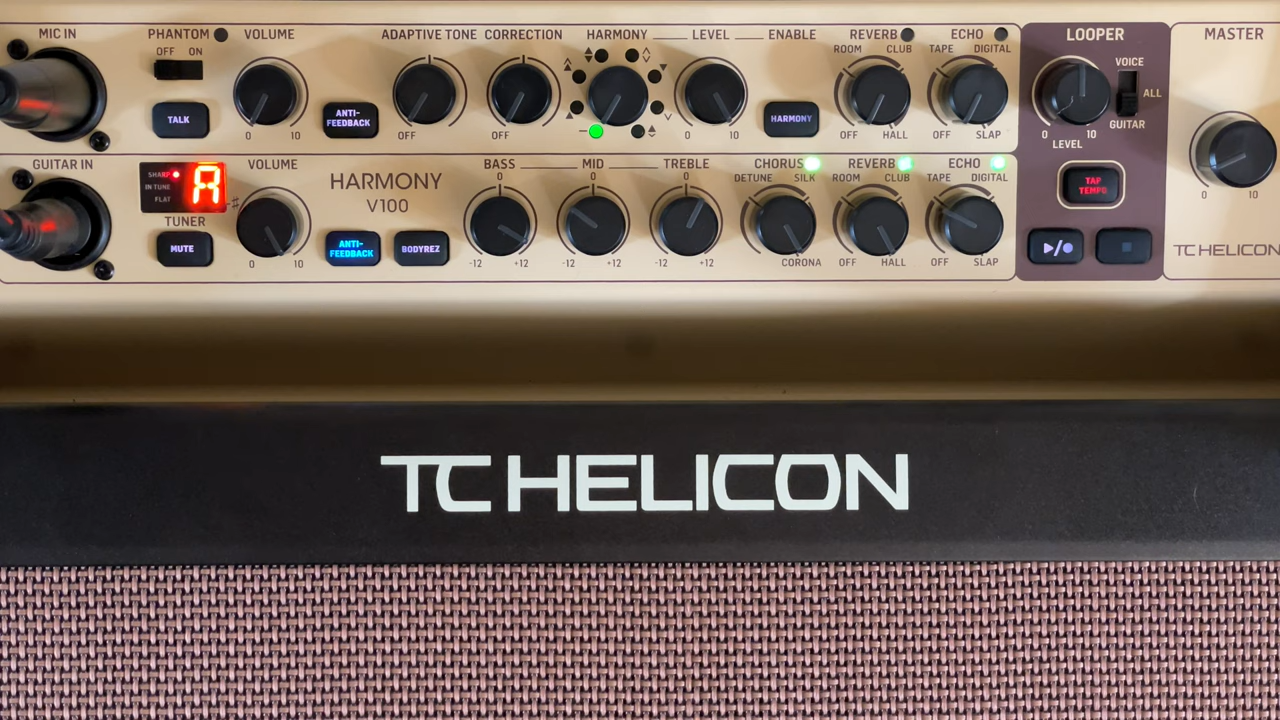 MIC IN
PHANTOM
OFF ON
VOLUME
0 10
TALK
ANTI-
FEEDBACK
ADAPTIVE TONE
OFF
CORRECTION
OFF
HARMONY
LEVEL
0 10
ENABLE
HARMONY
REVERB
ROOM CLUB
OFF HALL
ECHO
TAPE DIGITAL
OFF SLAP
LOOPER
VOICE
ALL
GUITAR
0 10
LEVEL
TAP
TEMPO
MASTER
0 10
TC HELICON
GUITAR IN
SHARP
IN TUNE
FLAT
A
TUNER
MUTE
VOLUME
0 10
HARMONY
V100
ANTI-
FEEDBACK
BODYREZ
BASS
0
-12 +12
MID
0
-12 +12
TREBLE
0
-12 +12
CHORUS
DETUNE SILK
CORONA
REVERB
ROOM CLUB
OFF HALL
ECHO
TAPE DIGITAL
OFF SLAP
TC HELICON